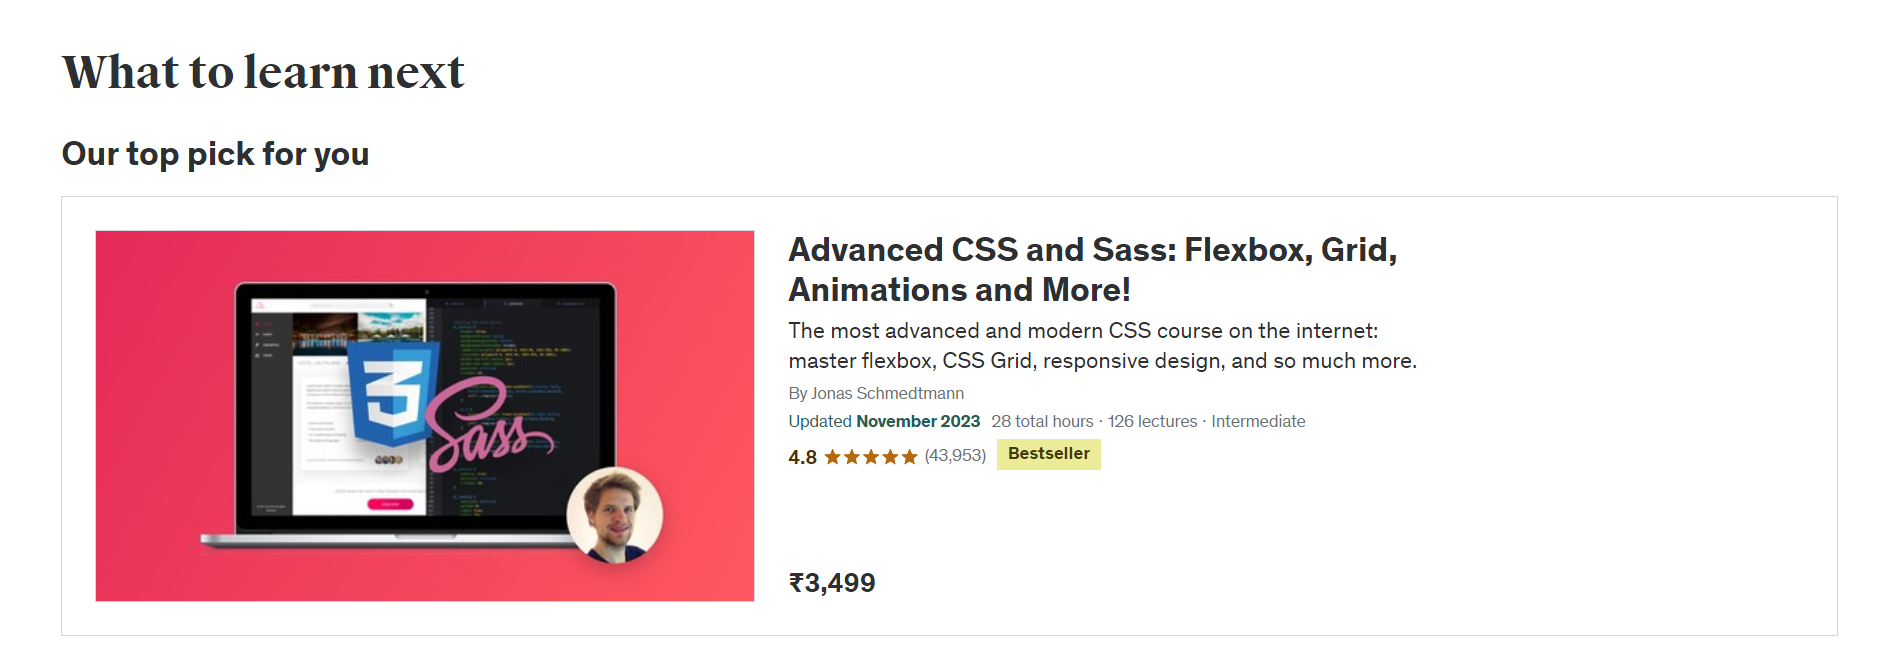 What to learn next
Our top pick for you
Sass
Advanced CSS and Sass: Flexbox, Grid,
Animations and More!
The most advanced and modern CSS course on the internet:
master flexbox, CSS Grid, responsive design, and so much more.
By Jonas Schmedtmann
Updated November 2023 28 total hours · 126 lectures · Intermediate
4.8 (43,953) Bestseller
₹3,499